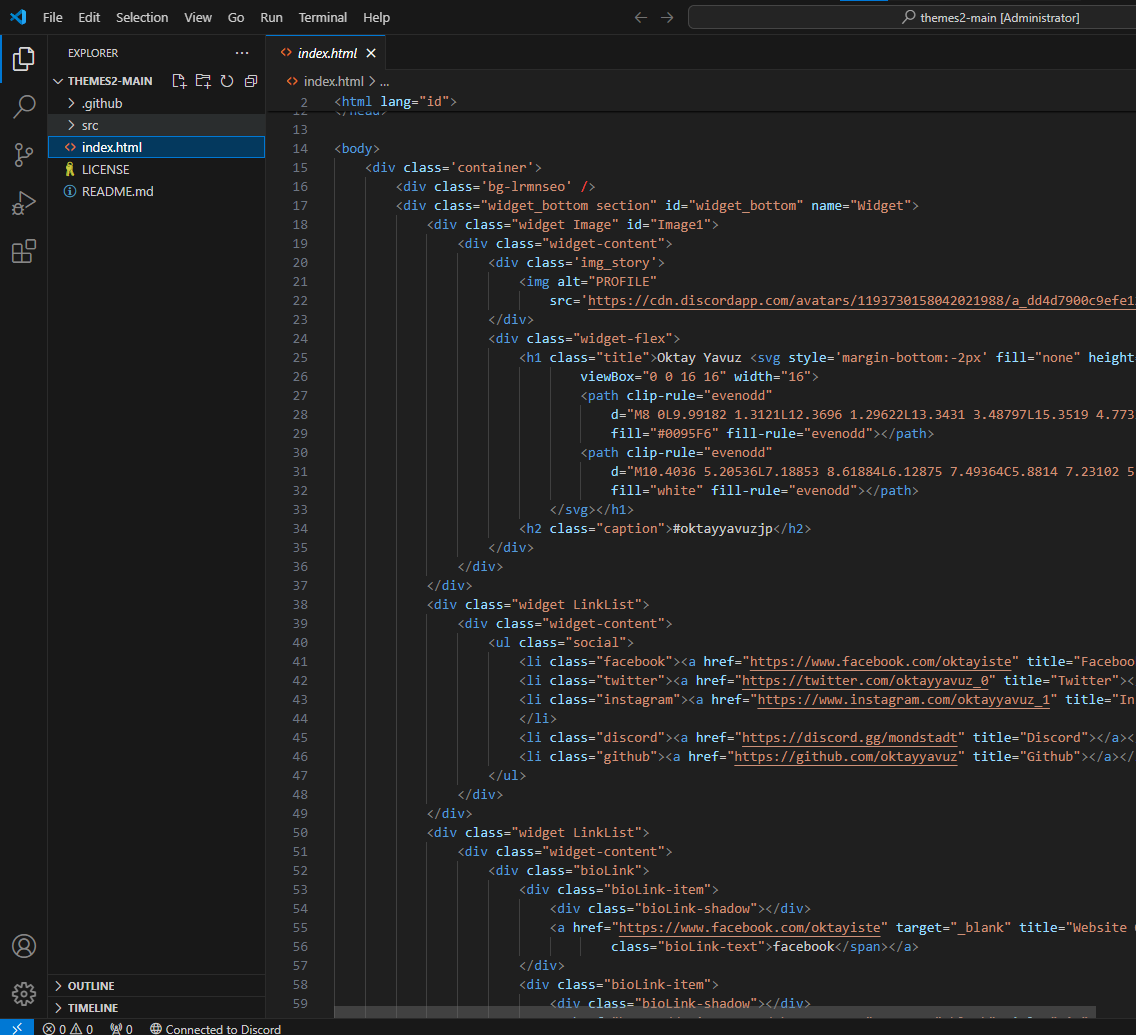 File Edit Selection View Go Run Terminal Help
themes2-main [Administrator]
EXPLORER
THEMES2-MAIN
.github
src
index.html
LICENSE
README.md
OUTLINE
TIMELINE
index.html
index.html > ...
2 <html lang="id">
12 </head>
13
14 <body>
15 <div class='container'>
16 <div class='bg-lrmnseo' />
17 <div class="widget_bottom section" id="widget_bottom" name="Widget">
18 <div class="widget Image" id="Image1">
19 <div class="widget-content">
20 <div class='img_story'>
21 <img alt="PROFILE"
22 src='https://cdn.discordapp.com/avatars/1193730158042021988/a_dd4d7900c9efe1
23 </div>
24 <div class="widget-flex">
25 <h1 class="title">Oktay Yavuz <svg style='margin-bottom:-2px' fill="none" height
26 viewBox="0 0 16 16" width="16">
27 <path clip-rule="evenodd"
28 d="M8 0L9.99182 1.3121L12.3696 1.29622L13.3431 3.48797L15.3519 4.773
29 fill="#0095F6" fill-rule="evenodd"></path>
30 <path clip-rule="evenodd"
31 d="M10.4036 5.20536L7.18853 8.61884L6.12875 7.49364C5.8814 7.23102 5
32 fill="white" fill-rule="evenodd"></path>
33 </svg></h1>
34 <h2 class="caption">#oktayyavuzjp</h2>
35 </div>
36 </div>
37 </div>
38 <div class="widget LinkList">
39 <div class="widget-content">
40 <ul class="social">
41 <li class="facebook"><a href="https://www.facebook.com/oktayiste" title="Faceboo
42 <li class="twitter"><a href="https://twitter.com/oktayyavuz_0" title="Twitter"><
43 <li class="instagram"><a href="https://www.instagram.com/oktayyavuz_1" title="In
44 </li>
45 <li class="discord"><a href="https://discord.gg/mondstadt" title="Discord"></a><
46 <li class="github"><a href="https://github.com/oktayyavuz" title="Github"></a></
47 </ul>
48 </div>
49 </div>
50 <div class="widget LinkList">
51 <div class="widget-content">
52 <div class="bioLink">
53 <div class="bioLink-item">
54 <div class="bioLink-shadow"></div>
55 <a href="https://www.facebook.com/oktayiste" target="_blank" title="Website
56 class="bioLink-text">facebook</span></a>
57 </div>
58 <div class="bioLink-item">
59 <div class="bioLink-shadow"></div>
0 0 0 Connected to Discord